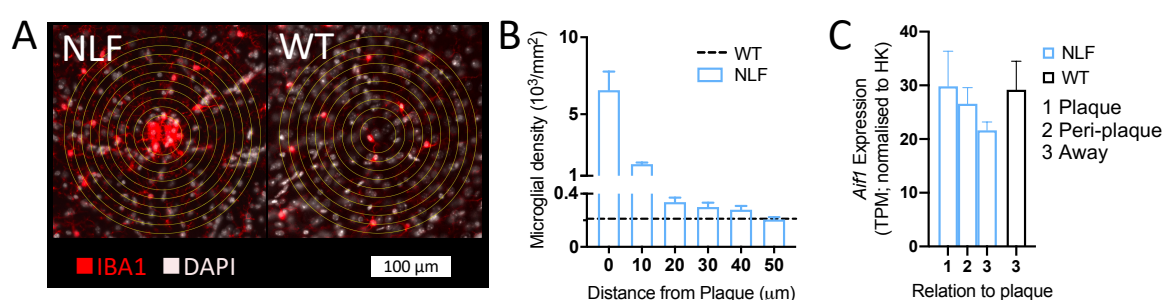 A
NLF
WT
IBA1
DAPI
100 µm
B
Microglial density (10³/mm²)
10
5
1
0.4
0
WT
NLF
0 10 20 30 40 50
Distance from Plaque (µm)
C
Aif1 Expression
(TPM; normalised to HK)
40
30
20
10
0
NLF
WT
1 Plaque
2 Peri-plaque
3 Away
1 2 3 3
Relation to plaque